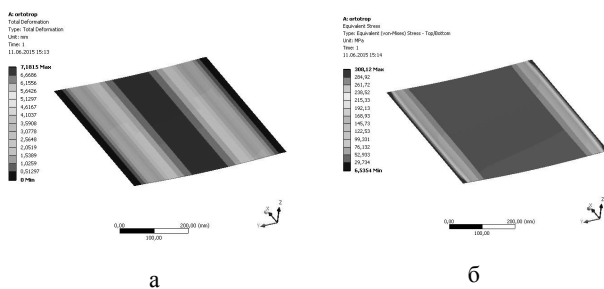 A: ortotrop
Total Deformation
Type: Total Deformation
Unit: mm
Time: 1
11.06.2015 15:13
7,1815 Max
6,6686
6,1556
5,6426
5,1297
4,6167
4,1037
3,5908
3,0778
2,5648
2,0519
1,5389
1,0259
0,51297
0 Min
0,00
200,00 (mm)
100,00
X
Y
Z
а
A: ortotrop
Equivalent Stress
Type: Equivalent (von-Mises) Stress - Top/Bottom
Unit: MPa
Time: 1
11.06.2015 15:14
308,12 Max
284,92
261,72
238,52
215,33
192,13
168,93
145,73
122,53
99,331
76,132
52,933
29,734
6,5354 Min
0,00
200,00 (mm)
100,00
X
Y
Z
б